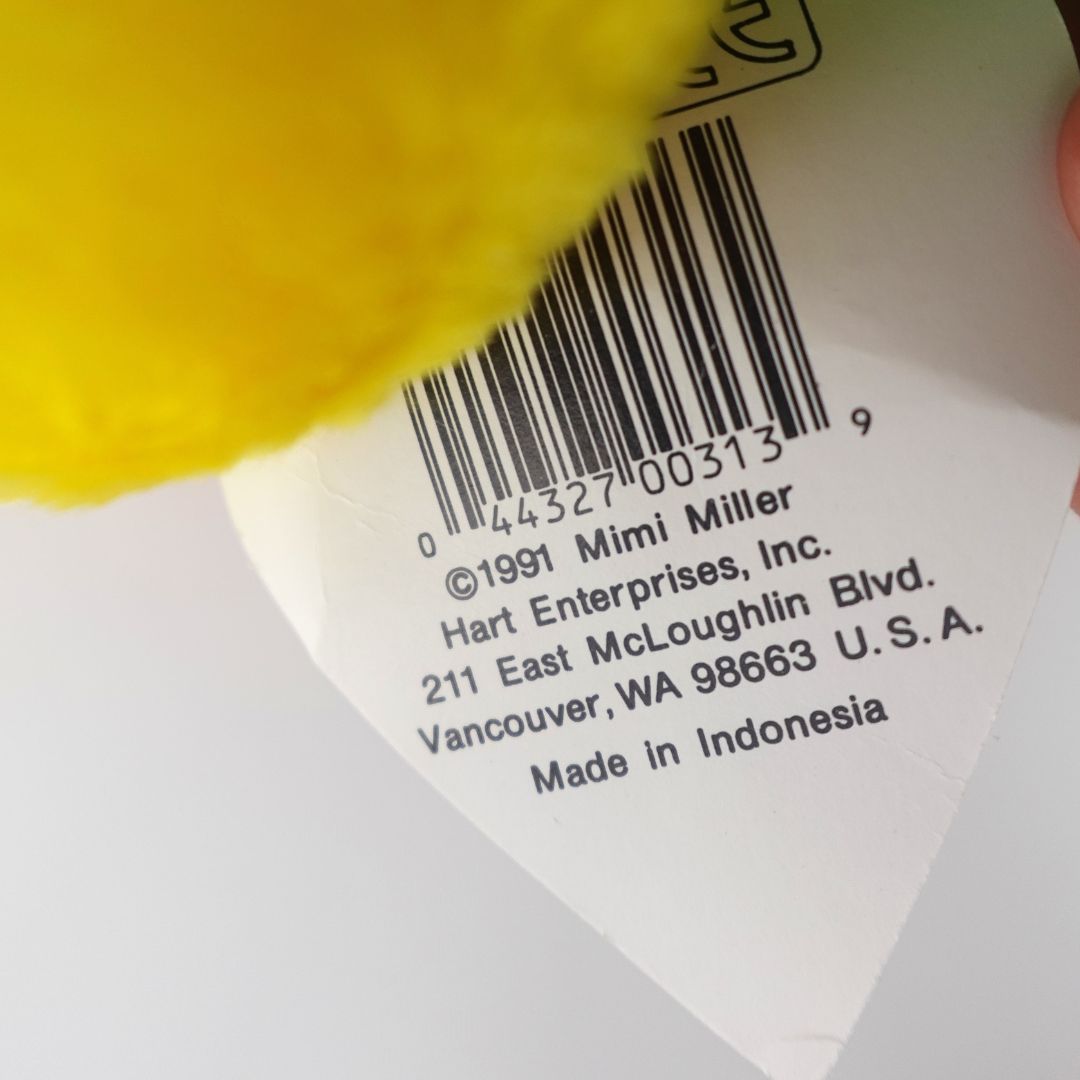 0 44327 00313 9
©1991 Mimi Miller
Hart Enterprises, Inc.
211 East McLoughlin Blvd.
Vancouver, WA 98663 U.S.A.
Made in Indonesia